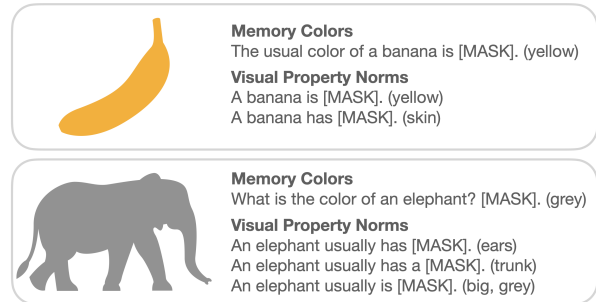 Memory Colors
The usual color of a banana is [MASK]. (yellow)
Visual Property Norms
A banana is [MASK]. (yellow)
A banana has [MASK]. (skin)
Memory Colors
What is the color of an elephant? [MASK]. (grey)
Visual Property Norms
An elephant usually has [MASK]. (ears)
An elephant usually has a [MASK]. (trunk)
An elephant usually is [MASK]. (big, grey)